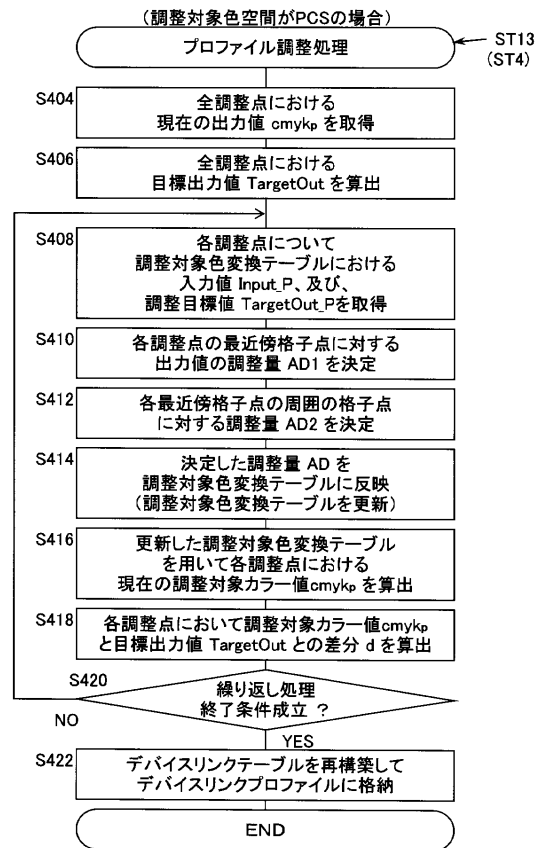 (調整対象色空間がPCSの場合)
プロファイル調整処理
ST13
(ST4)
S404
全調整点における
現在の出力値 cmykp を取得
S406
全調整点における
目標出力値 TargetOut を算出
S408
各調整点について
調整対象色変換テーブルにおける
入力値 Input_P、及び、
調整目標値 TargetOut_Pを取得
S410
各調整点の最近傍格子点に対する
出力値の調整量 AD1 を決定
S412
各最近傍格子点の周囲の格子点
に対する調整量 AD2 を決定
S414
決定した調整量 AD を
調整対象色変換テーブルに反映
(調整対象色変換テーブルを更新)
S416
更新した調整対象色変換テーブル
を用いて各調整点における
現在の調整対象カラー値cmykp を算出
S418
各調整点において調整対象カラー値cmykp
と目標出力値 TargetOut との差分 d を算出
S420
繰り返し処理
終了条件成立 ?
NO
YES
S422
デバイスリンクテーブルを再構築して
デバイスリンクプロファイルに格納
END